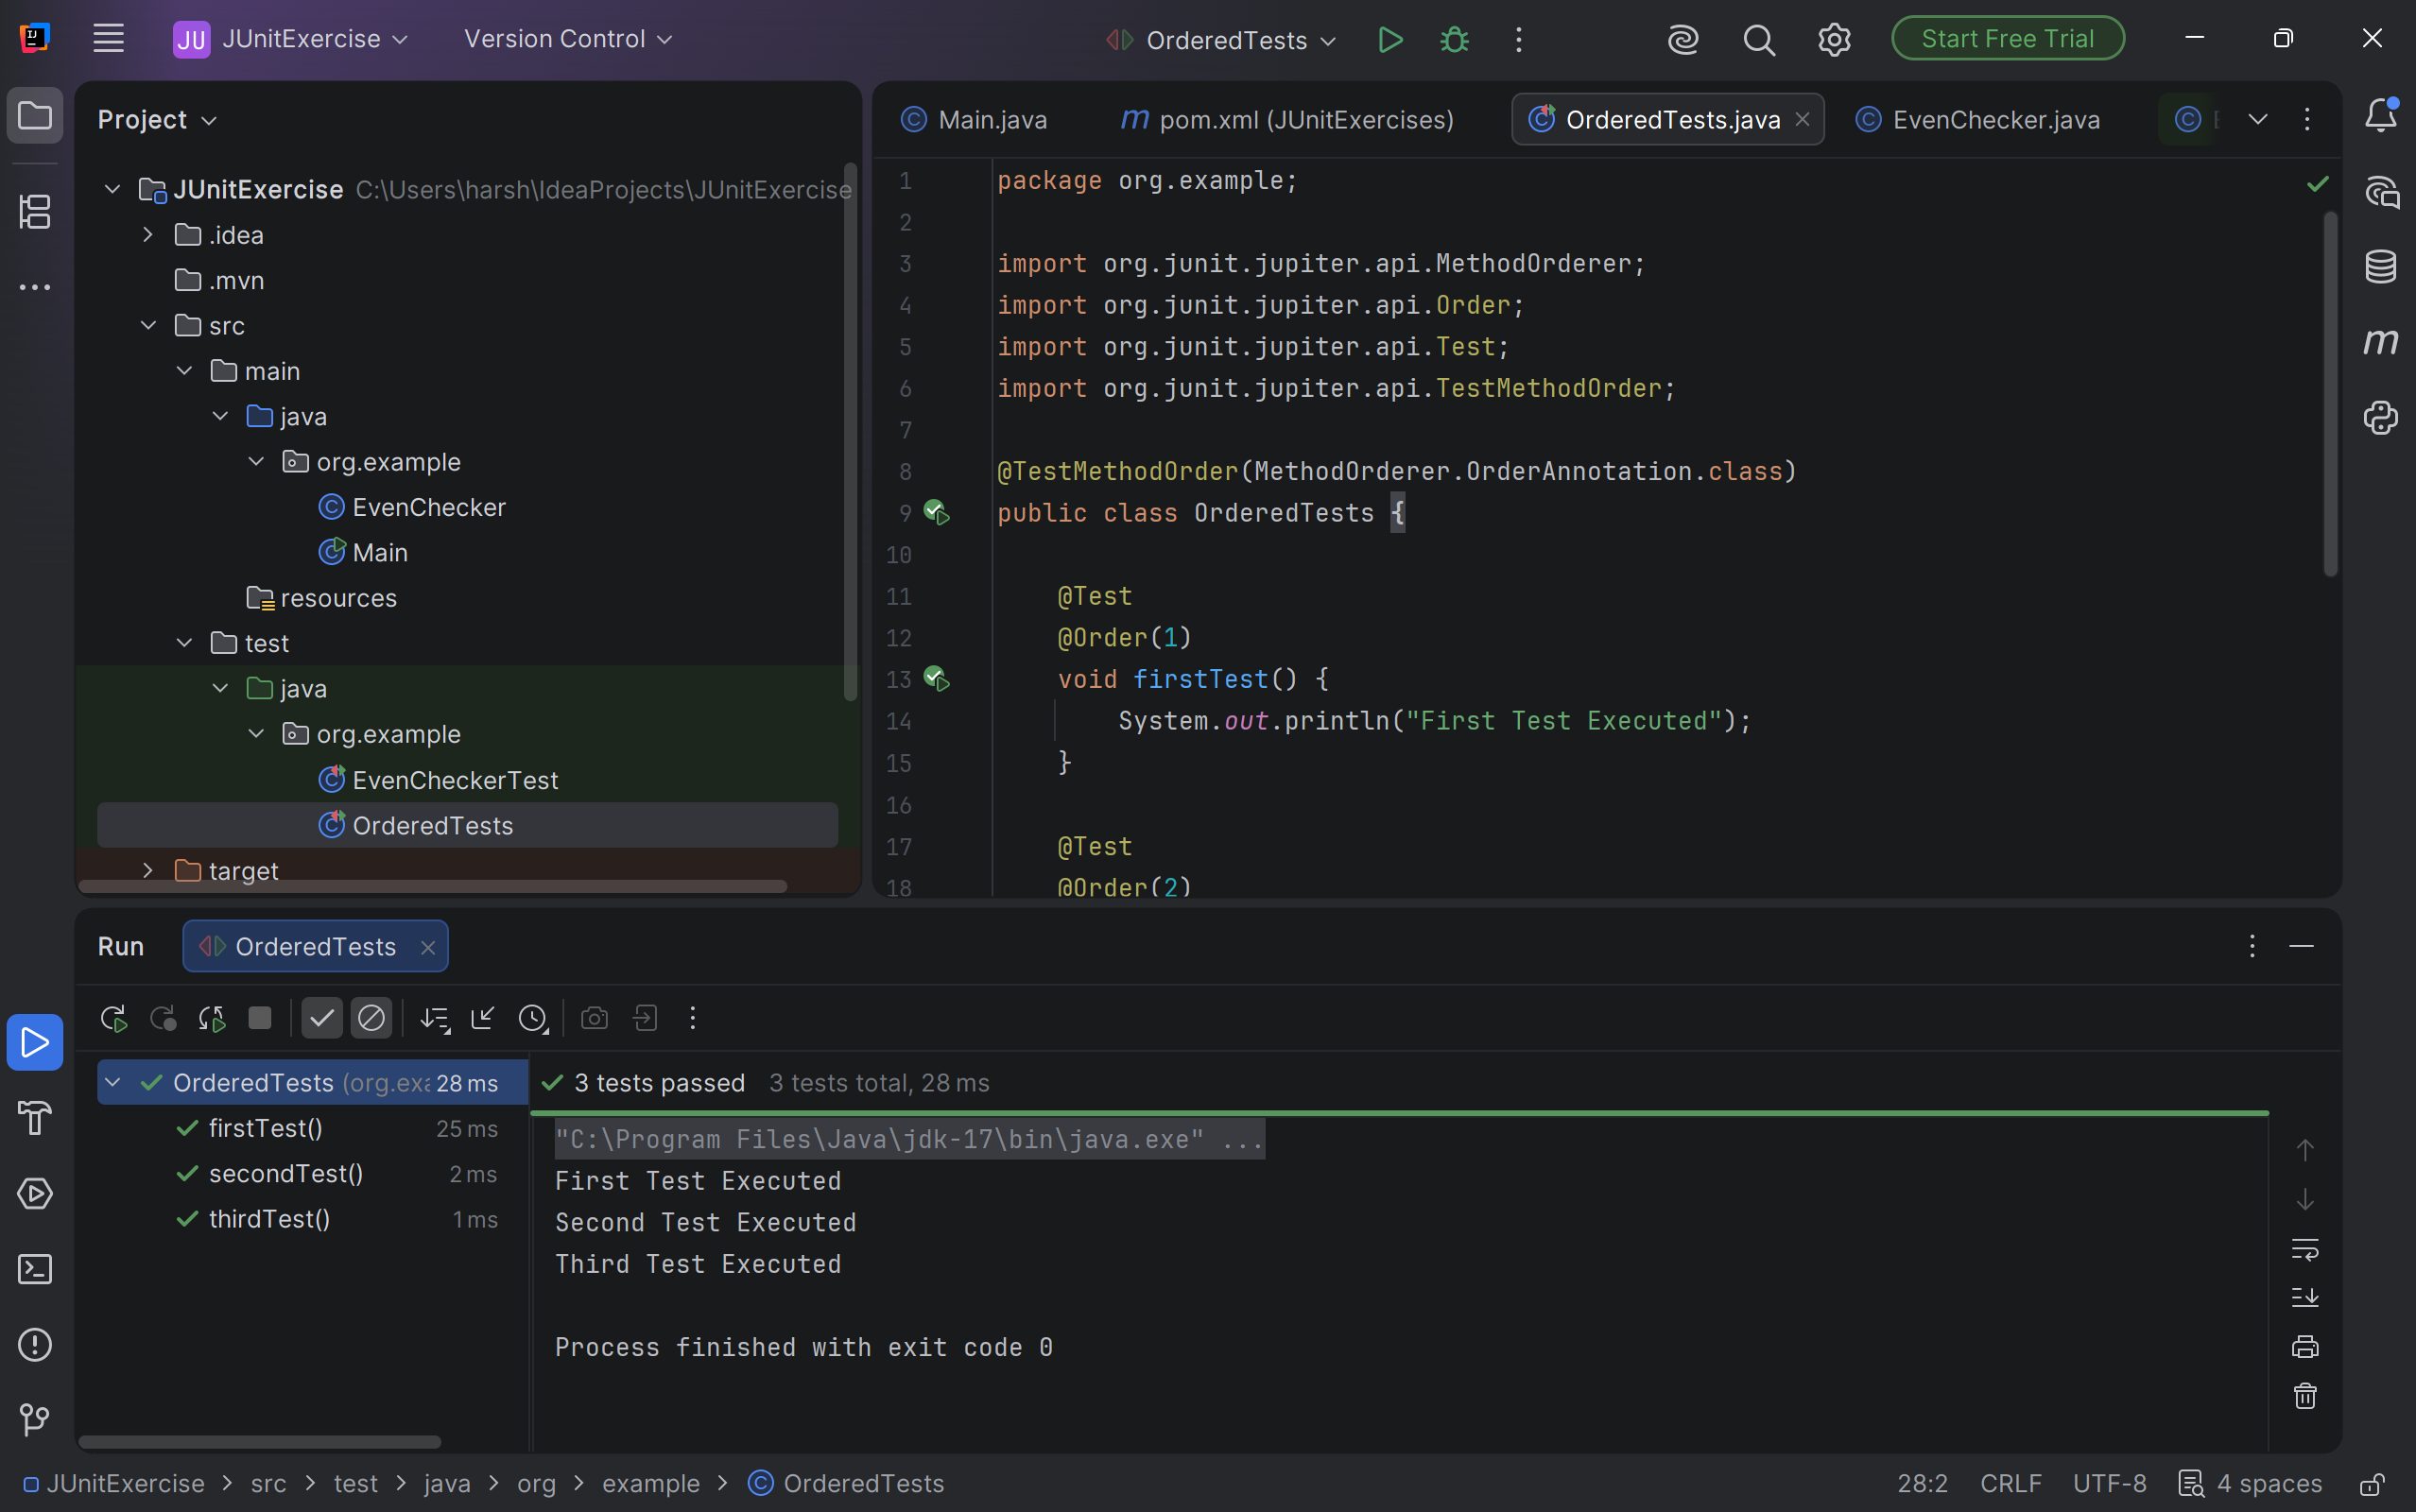 JU JUnitExercise Version Control OrderedTests Start Free Trial
Project
JUnitExercise C:\Users\harsh\IdeaProjects\JUnitExercise
.idea
.mvn
src
main
java
org.example
EvenChecker
Main
resources
test
java
org.example
EvenCheckerTest
OrderedTests
target
Main.java pom.xml (JUnitExercises) OrderedTests.java EvenChecker.java
1 package org.example;
2
3 import org.junit.jupiter.api.MethodOrderer;
4 import org.junit.jupiter.api.Order;
5 import org.junit.jupiter.api.Test;
6 import org.junit.jupiter.api.TestMethodOrder;
7
8 @TestMethodOrder(MethodOrderer.OrderAnnotation.class)
9 public class OrderedTests {
10
11 @Test
12 @Order(1)
13 void firstTest() {
14 System.out.println("First Test Executed");
15 }
16
17 @Test
18 @Order(2)
Run OrderedTests
OrderedTests (org.exa 28 ms
firstTest() 25 ms
secondTest() 2 ms
thirdTest() 1 ms
3 tests passed 3 tests total, 28 ms
"C:\Program Files\Java\jdk-17\bin\java.exe" ...
First Test Executed
Second Test Executed
Third Test Executed
Process finished with exit code 0
JUnitExercise > src > test > java > org > example > OrderedTests 28:2 CRLF UTF-8 4 spaces